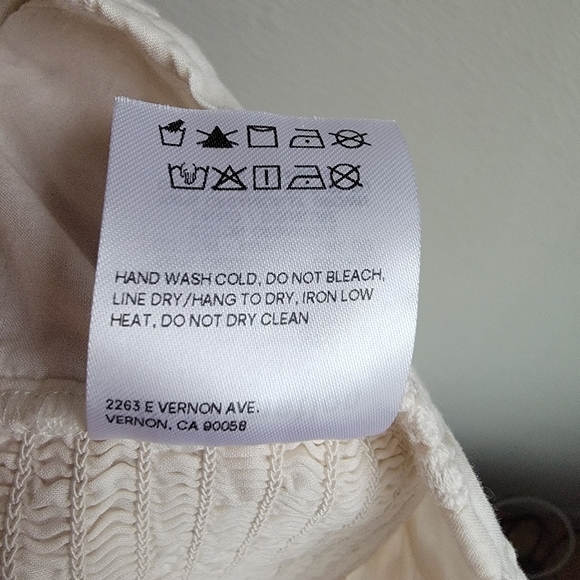 HAND WASH COLD, DO NOT BLEACH,
LINE DRY/HANG TO DRY, IRON LOW
HEAT, DO NOT DRY CLEAN
2263 E VERNON AVE.
VERNON, CA 90058